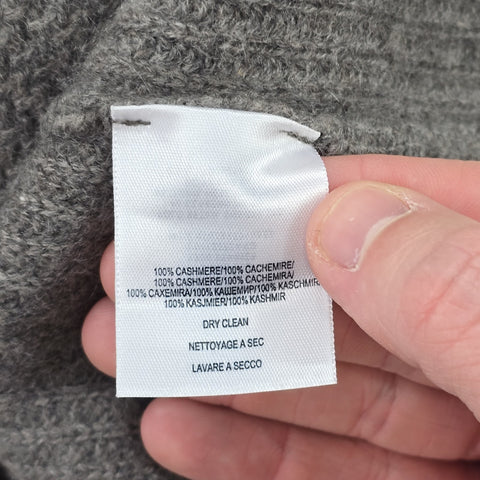 100% CASHMERE/100% CACHEMIRE/
100% CASHMERE/100% CACHEMIRA/
100% CAXEMIRA/100% КАШЕМИР/100% KASCHMIR/
100% KASJMIER/100% KASHMIR
DRY CLEAN
NETTOYAGE A SEC
LAVARE A SECCO